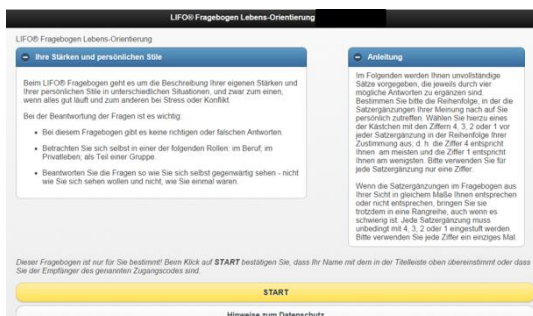 LIFO® Fragebogen Lebens-Orientierung
LIFO® Fragebogen Lebens-Orientierung
Ihre Stärken und persönlichen Stile
Beim LIFO® Fragebogen geht es um die Beschreibung Ihrer eigenen Stärken und
Ihrer persönlichen Stile in unterschiedlichen Situationen, und zwar zum einen,
wenn alles gut läuft und zum anderen bei Stress oder Konflikt
Bei der Beantwortung der Fragen ist es wichtig:
• Bei diesem Fragebogen gibt es keine richtigen oder falschen Antworten.
• Betrachten Sie sich selbst in einer der folgenden Rollen: im Beruf, im
Privatleben, als Teil einer Gruppe.
• Beantworten Sie die Fragen so wie Sie sich selbst gegenwärtig sehen - nicht
wie Sie sich sehen wollen und nicht, wie Sie einmal waren.
Anleitung
Im Folgenden werden Ihnen unvollständige
Sätze vorgegeben, die jeweils durch vier
mögliche Antworten zu ergänzen sind.
Bestimmen Sie bitte die Reihenfolge, in der die
Satzergänzungen Ihrer Meinung nach auf Sie
persönlich zutreffen. Wählen Sie hierzu eines
der Kästchen mit den Ziffern 4, 3, 2 oder 1 vor
jeder Satzergänzung in der Reihenfolge Ihrer
Zustimmung aus; d. h. die Ziffer 4 entspricht
Ihnen am meisten und die Ziffer 1 entspricht
Ihnen am wenigsten. Bitte verwenden Sie für
jede Satzergänzung nur eine Ziffer.
Wenn die Satzergänzungen im Fragebogen aus
Ihrer Sicht in gleichem Maße Ihnen entsprechen
oder nicht entsprechen, bringen Sie sie
trotzdem in eine Rangreihe, auch wenn es
schwierig ist. Jede Satzergänzung muss
unbedingt mit 4, 3, 2 oder 1 eingestuft werden.
Bitte verwenden Sie jede Ziffer ein einziges Mal.
Dieser Fragebogen ist nur für Sie bestimmt! Beim Klick auf START bestätigen Sie, dass Ihr Name mit dem in der Titelleiste oben übereinstimmt oder dass
Sie der Empfänger des genannten Zugangscodes sind.
START
Hinweise zum Datenschutz